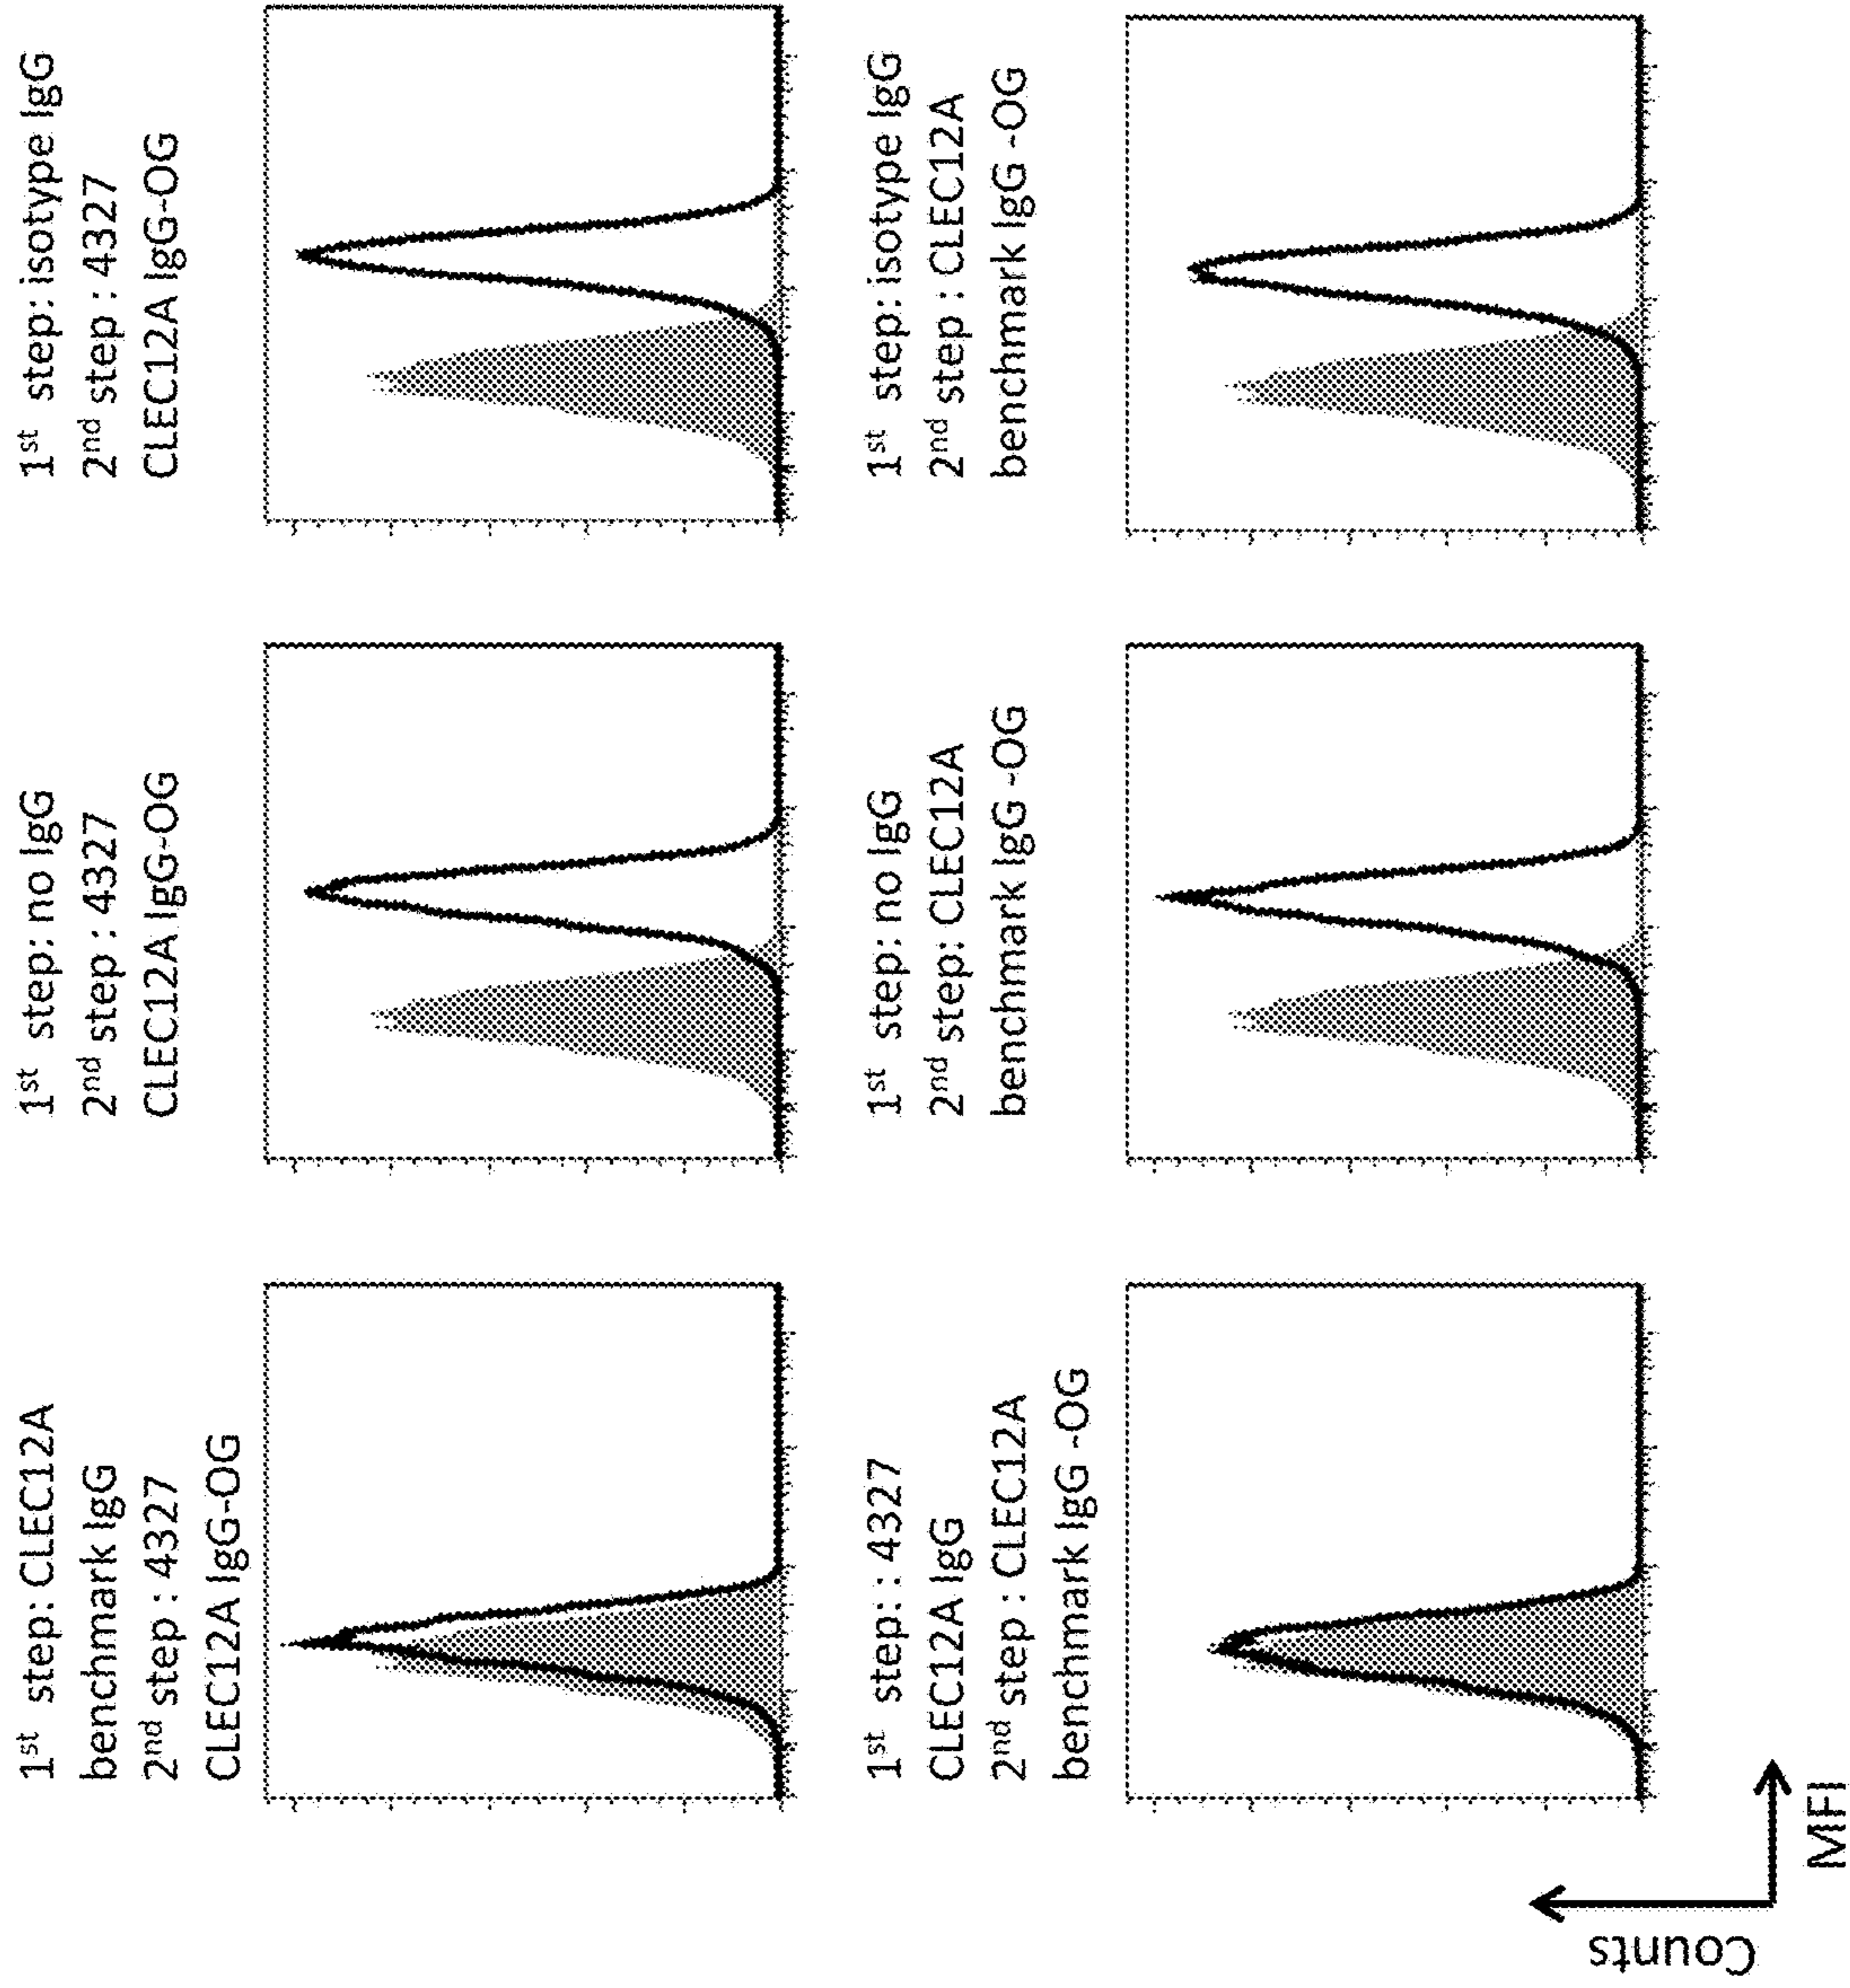 1st step: CLEC12A
benchmark IgG
2nd step : 4327
CLEC12A IgG-OG
1st step: no IgG
2nd step : 4327
CLEC12A IgG-OG
1st step: isotype IgG
2nd step : 4327
CLEC12A IgG-OG
1st step: : 4327
CLEC12A IgG
2nd step : CLEC12A
benchmark IgG -OG
1st step: no IgG
2nd step: CLEC12A
benchmark IgG -OG
1st step: isotype IgG
2nd step : CLEC12A
benchmark IgG -OG
Counts
MFI